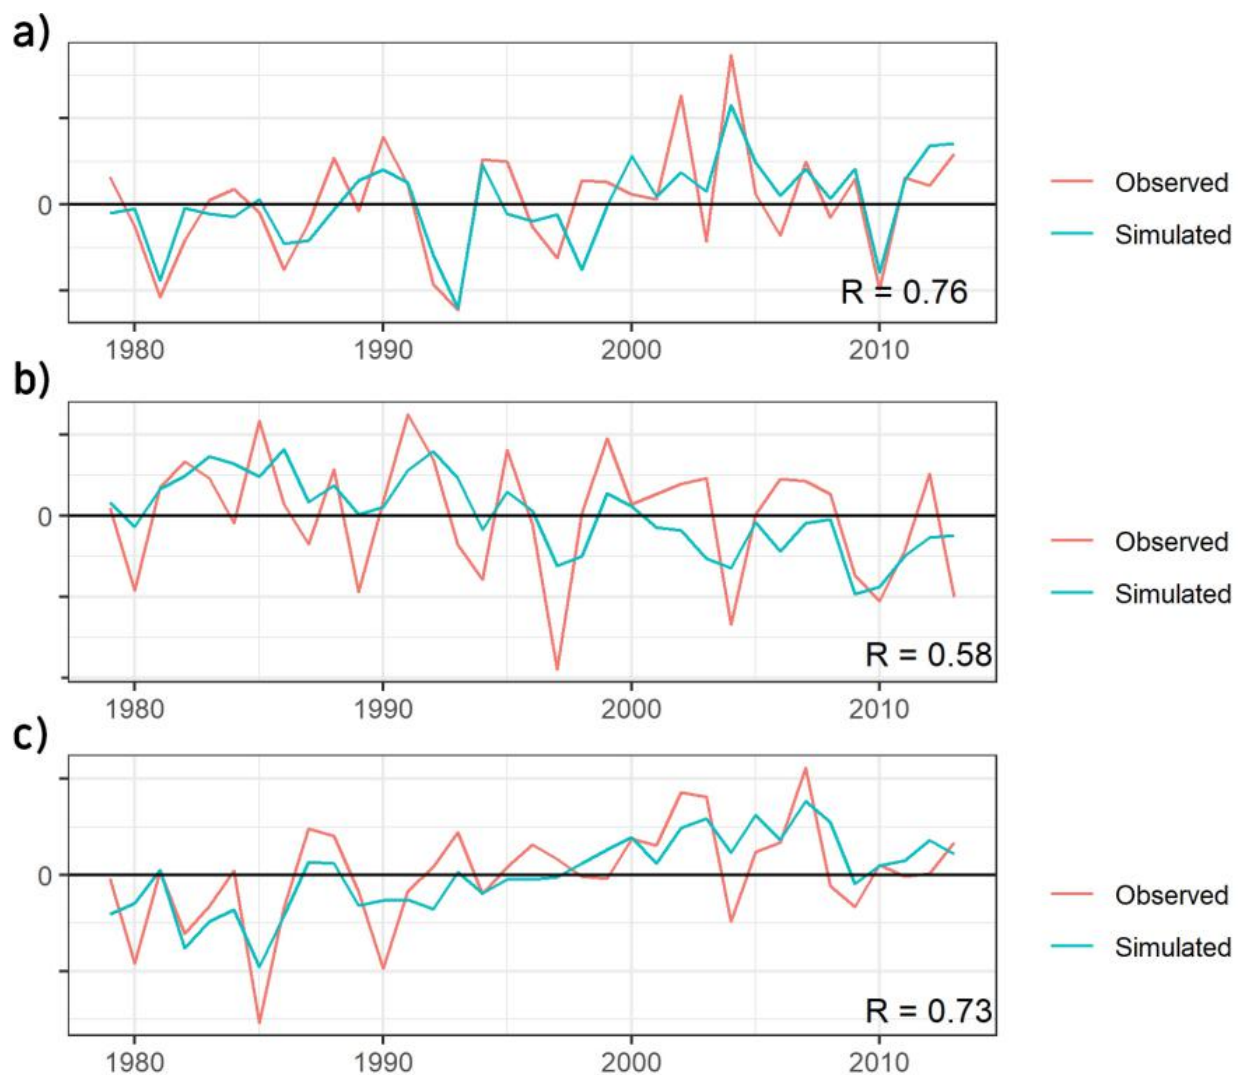 a)
0
Observed
Simulated
R = 0.76
1980 1990 2000 2010
b)
0
Observed
Simulated
R = 0.58
1980 1990 2000 2010
c)
0
Observed
Simulated
R = 0.73
1980 1990 2000 2010